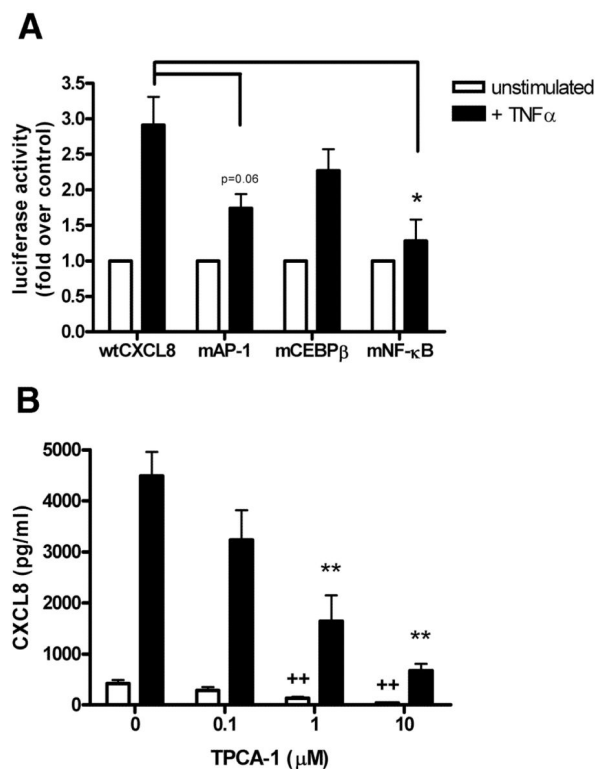 A
luciferase activity
(fold over control)
3.5
3.0
2.5
2.0
1.5
1.0
0.5
0.0
p=0.06
*
wtCXCL8 mAP-1 mCEBPβ mNF-κB
unstimulated
+ TNFα
B
CXCL8 (pg/ml)
5000
4000
3000
2000
1000
0
++ ** ++ **
0 0.1 1 10
TPCA-1 (μM)